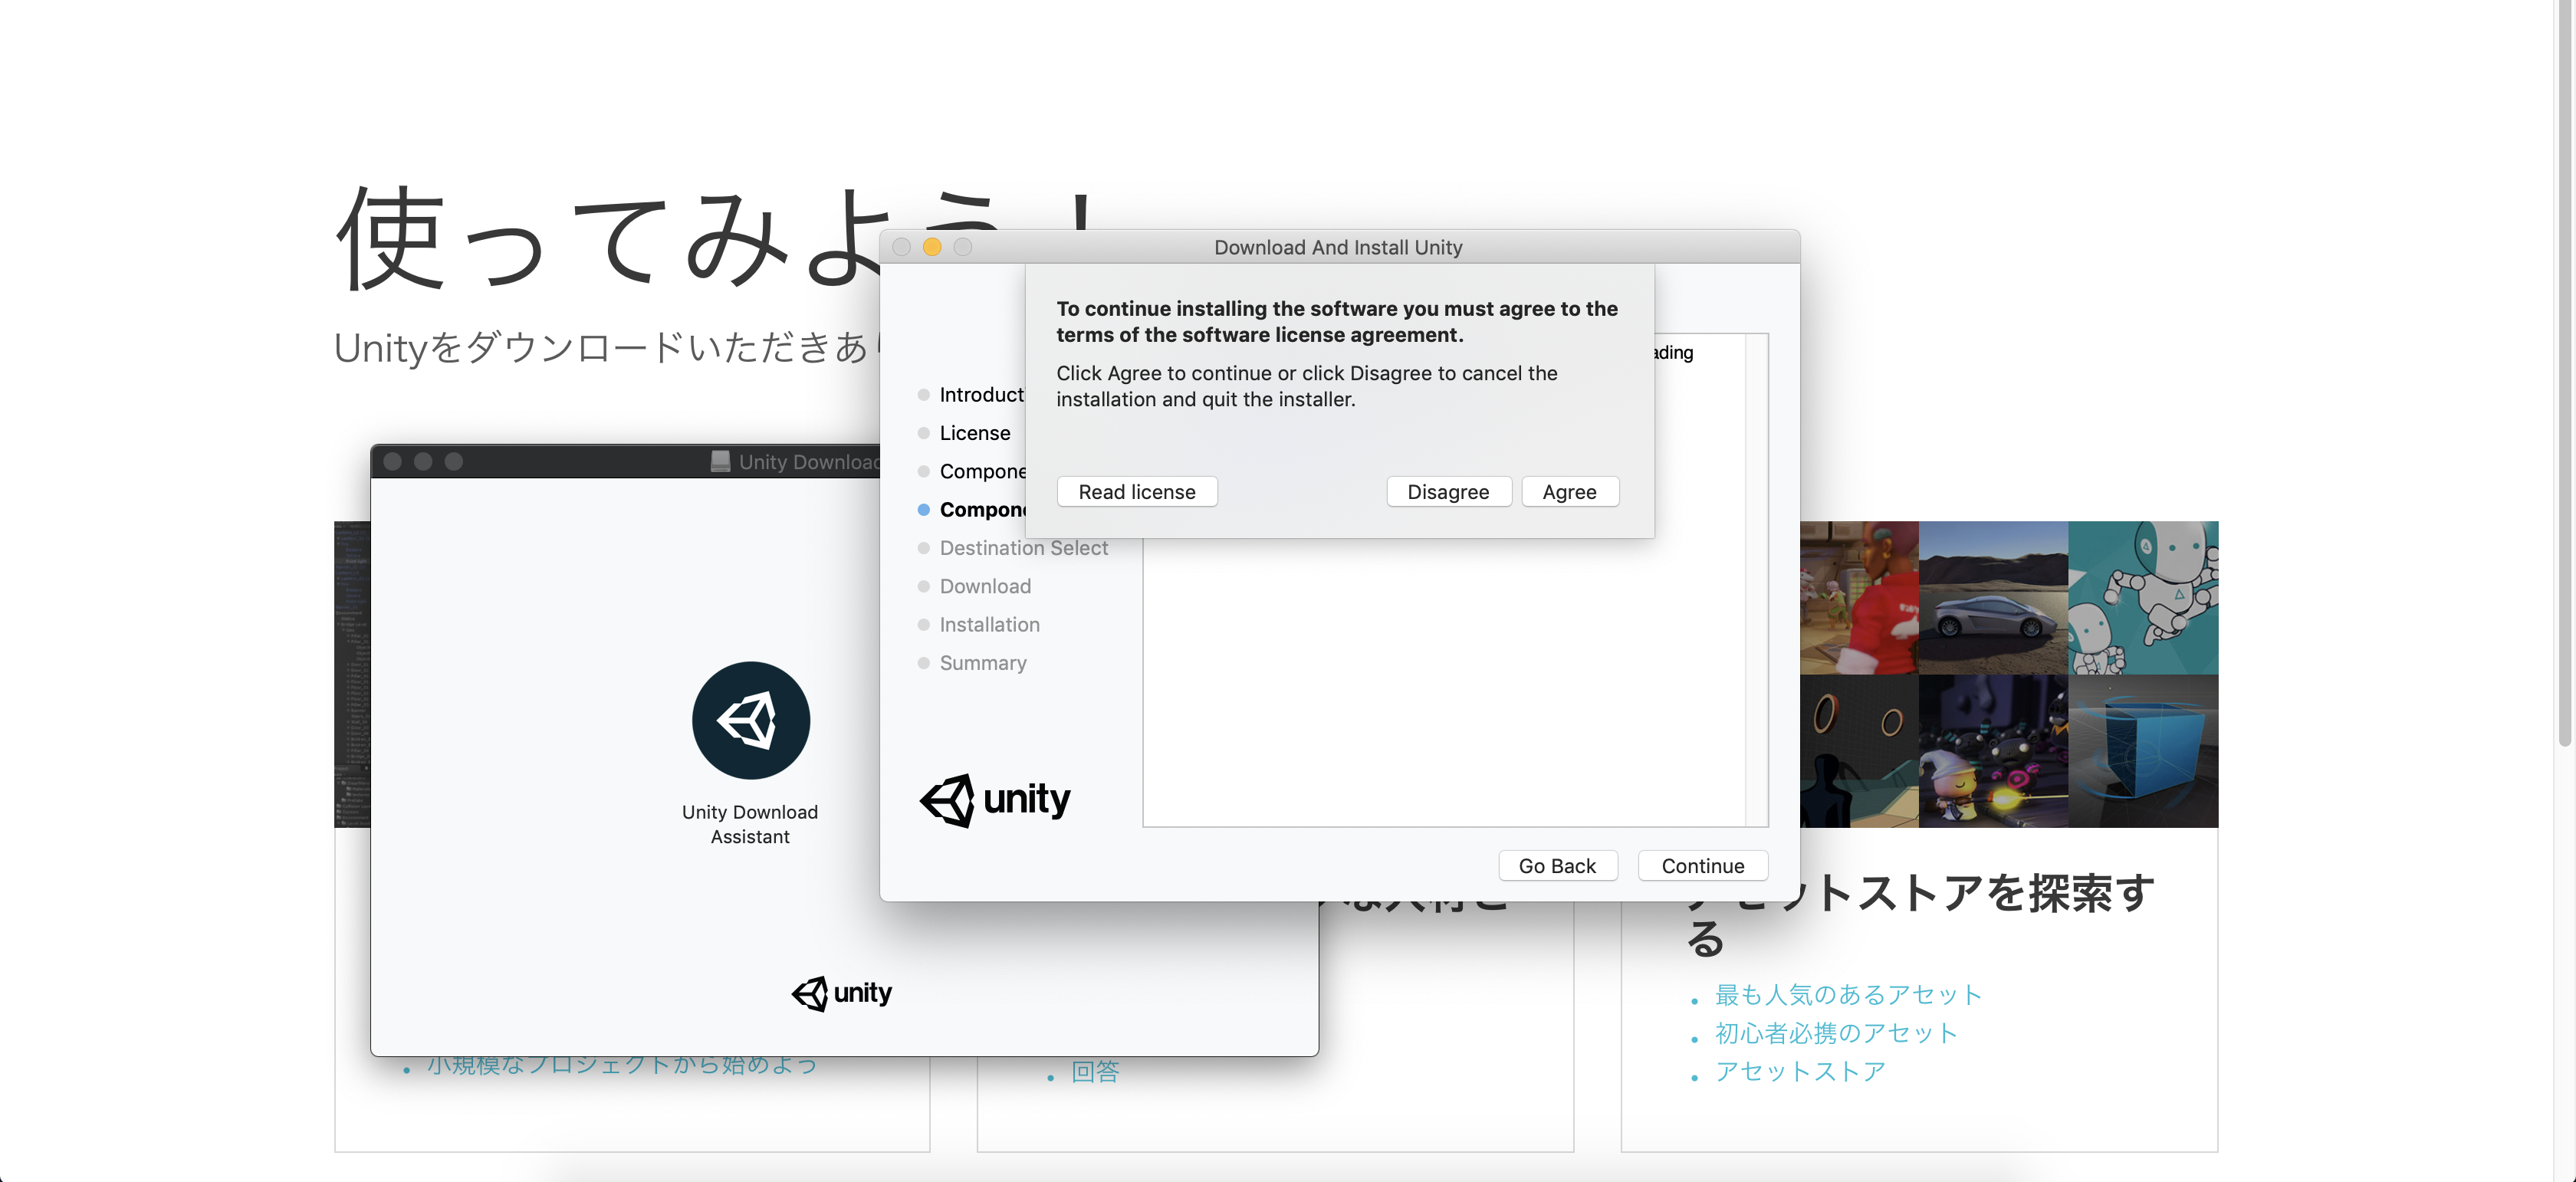 使ってみよう!
Unityをダウンロードいただきあり
Download And Install Unity
To continue installing the software you must agree to the
terms of the software license agreement.
Click Agree to continue or click Disagree to cancel the
installation and quit the installer.
Read license
Disagree
Agree
Introduct
License
Compone
Compone
Destination Select
Download
Installation
Summary
unity
Go Back
Continue
Unity Download
Unity Download
Assistant
unity
小規模なプロジェクトから始めよう
回答
アセットストアを探索す
る
最も人気のあるアセット
初心者必携のアセット
アセットストア